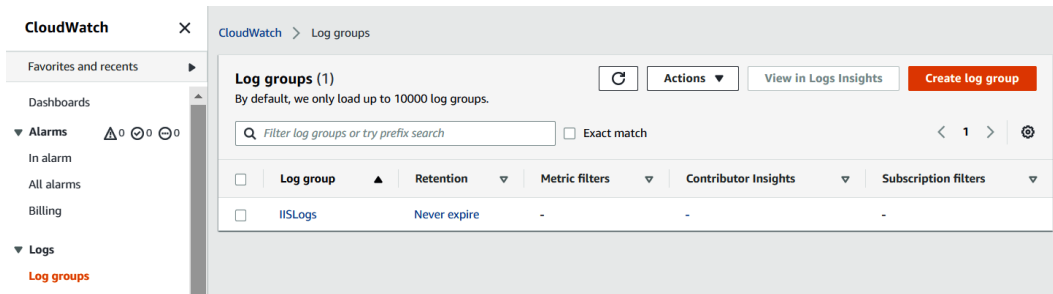 CloudWatch
Favorites and recents
Dashboards
Alarms 0 0 0
In alarm
All alarms
Billing
Logs
Log groups
CloudWatch > Log groups
Log groups (1)
By default, we only load up to 10000 log groups.
Actions View in Logs Insights Create log group
Filter log groups or try prefix search Exact match < 1 >
Log group Retention Metric filters Contributor Insights Subscription filters
IISLogs Never expire - - -